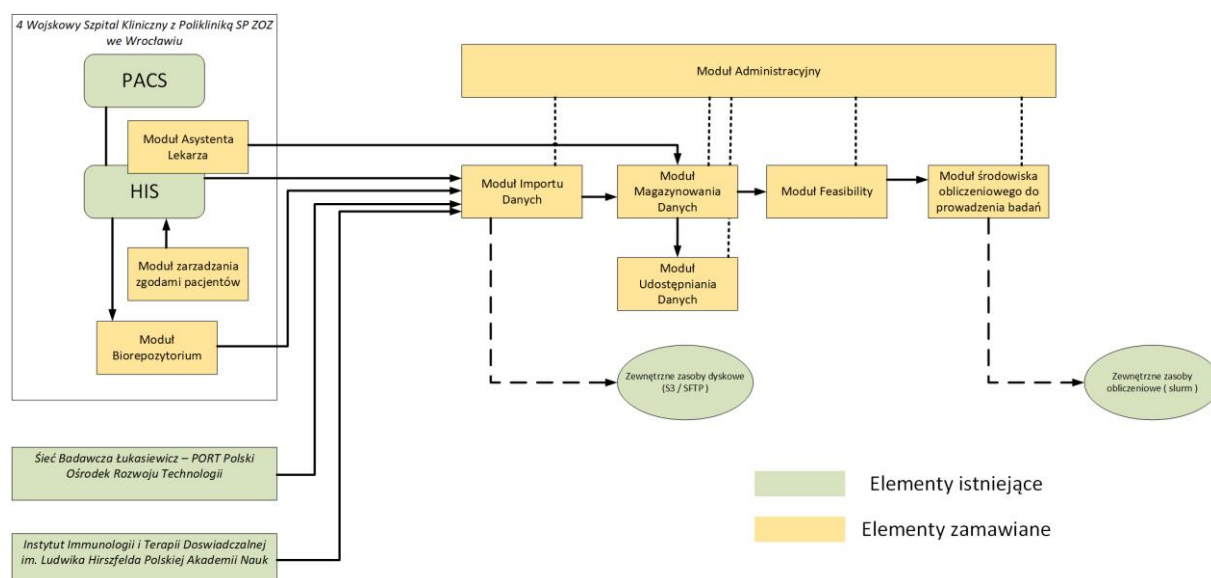 4 Wojskowy Szpital Kliniczny z Polikliniką SP ZOZ
we Wrocławiu
PACS
Moduł Asystenta
Lekarza
HIS
Moduł zarzadzania
zgodami pacjentów
Moduł
Biorepozytorium
Moduł Administracyjny
Moduł Importu
Danych
Moduł
Magazynowania
Danych
Moduł Feasibility
Moduł środowiska
obliczeniowego do
prowadzenia badań
Moduł
Udostępniania
Danych
Zewnętrzne zasoby dyskowe
(S3 / SFTP )
Zewnętrzne zasoby
obliczeniowe ( slurm )
Śieć Badawcza Łukasiewicz – PORT Polski
Ośrodek Rozwoju Technologii
Instytut Immunologii i Terapii Doświadczalnej
im. Ludwika Hirszfelda Polskiej Akademii Nauk
Elementy istniejące
Elementy zamawiane